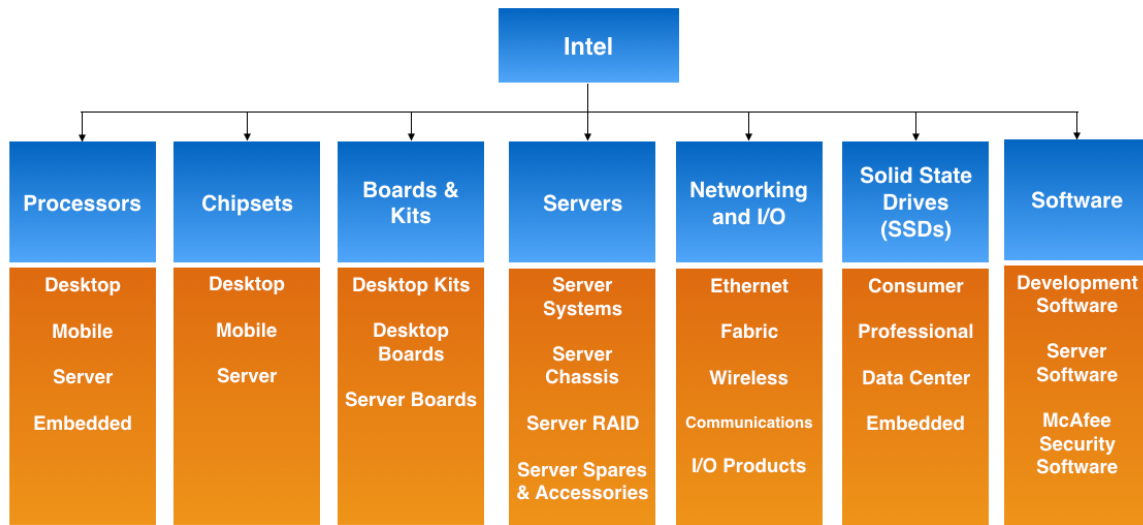 Intel
Processors
Chipsets
Boards &
Kits
Servers
Networking
and I/O
Solid State
Drives
(SSDs)
Software
Desktop
Mobile
Server
Embedded
Desktop
Mobile
Server
Desktop Kits
Desktop
Boards
Server Boards
Server
Systems
Server
Chassis
Server RAID
Server Spares
& Accessories
Ethernet
Fabric
Wireless
Communications
I/O Products
Consumer
Professional
Data Center
Embedded
Development
Software
Server
Software
McAfee
Security
Software